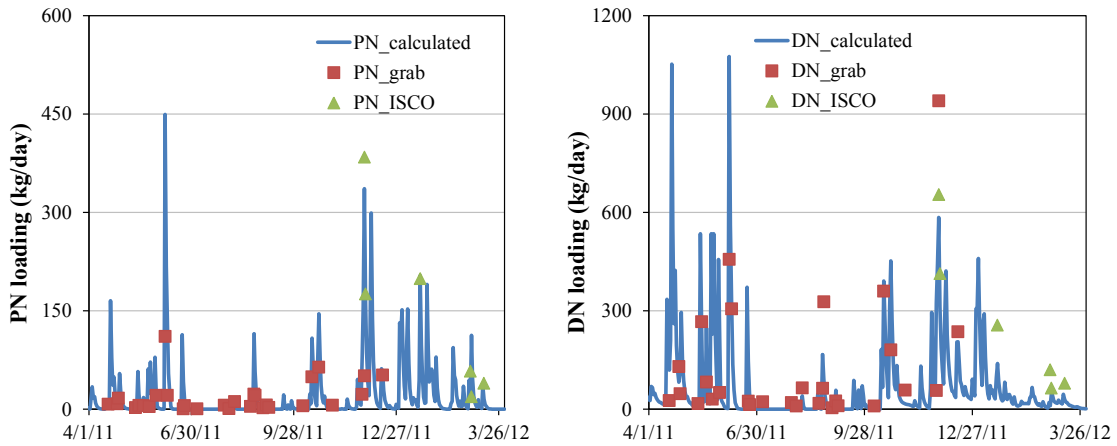 600
450
300
150
0
PN loading (kg/day)
PN_calculated
PN_grab
PN_ISCO
4/1/11 6/30/11 9/28/11 12/27/11 3/26/12
1200
900
600
300
0
DN loading (kg/day)
DN_calculated
DN_grab
DN_ISCO
4/1/11 6/30/11 9/28/11 12/27/11 3/26/12